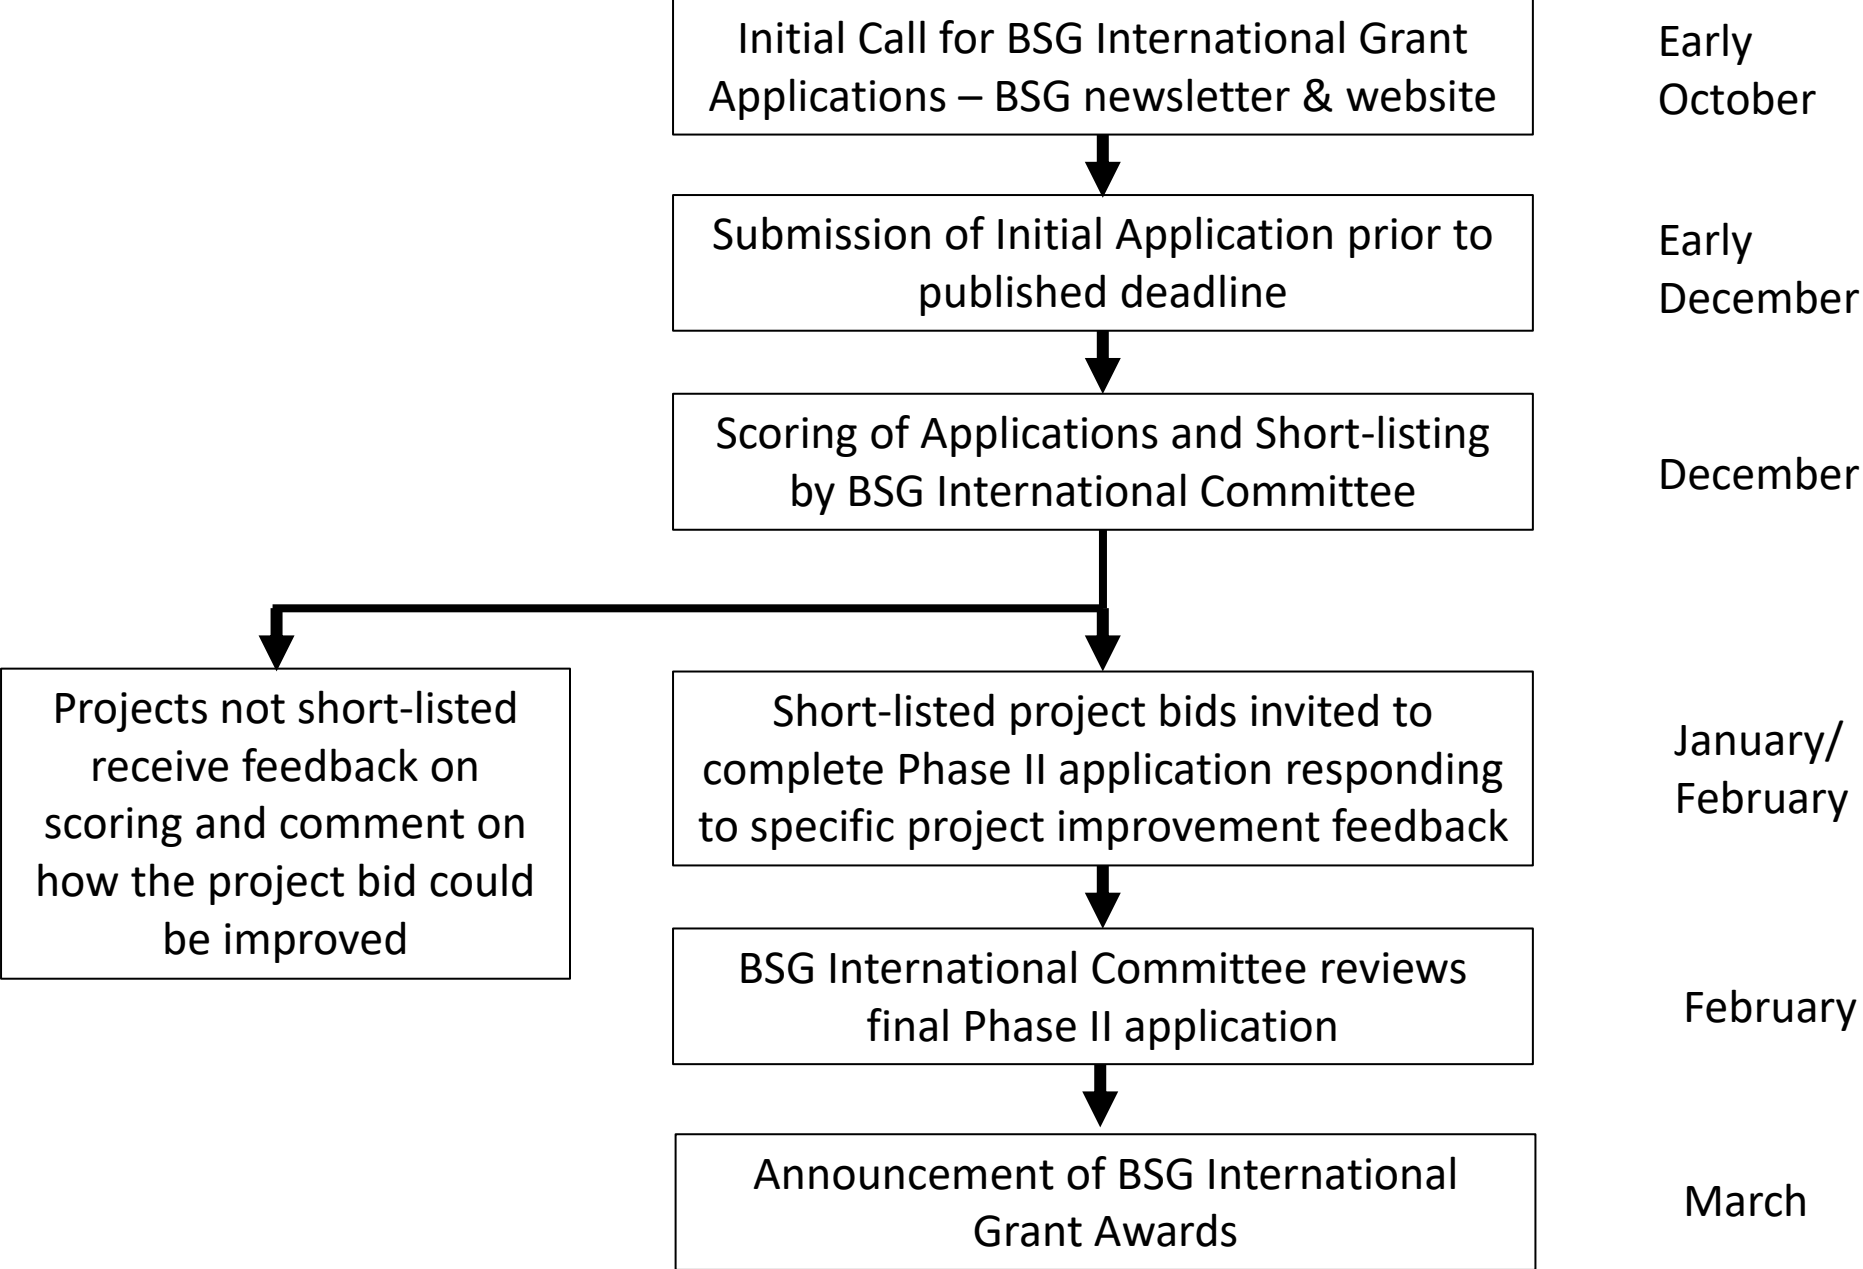 Initial Call for BSG International Grant
Applications – BSG newsletter & website
Early
October
Submission of Initial Application prior to
published deadline
Early
December
Scoring of Applications and Short-listing
by BSG International Committee
December
Projects not short-listed
receive feedback on
scoring and comment on
how the project bid could
be improved
Short-listed project bids invited to
complete Phase II application responding
to specific project improvement feedback
January/
February
BSG International Committee reviews
final Phase II application
February
Announcement of BSG International
Grant Awards
March